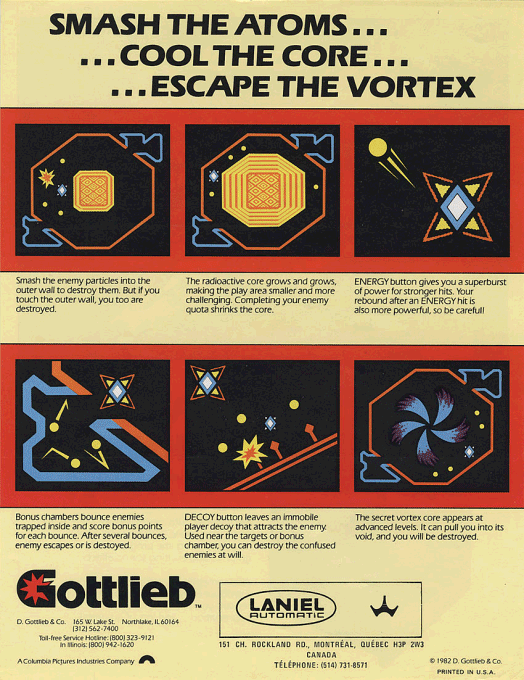 SMASH THE ATOMS...
...COOL THE CORE...
...ESCAPE THE VORTEX
Smash the enemy particles into the
outer wall to destroy them. But if you
touch the outer wall, you too are
destroyed.
The radioactive core grows and grows,
making the play area smaller and more
challenging. Completing your enemy
quota shrinks the core.
ENERGY button gives you a superburst
of power for stronger hits. Your
rebound after an ENERGY hit is
also more powerful, so be careful!
Bonus chambers bounce enemies
trapped inside and score bonus points
for each bounce. After several bounces,
enemy escapes or is destoyed.
DECOY button leaves an immobile
player decoy that attracts the enemy.
Used near the targets or bonus
chamber, you can destroy the confused
enemies at will.
The secret vortex core appears at
advanced levels. It can pull you into its
void, and you will be destroyed.
Gottlieb TM
D. Gottlieb & Co. 165 W. Lake St. Northlake, IL 60164
(312) 562-7400
Toll-free Service Hotline: (800) 323-9121
In Illinois: (800) 942-1620
A Columbia Pictures Industries Company
LANIEL
AUTOMATIC
151 CH. ROCKLAND RD., MONTRÉAL, QUÉBEC H3P 2W3
CANADA
TÉLÉPHONE: (514) 731-8571
© 1982 D. Gottlieb & Co.
PRINTED IN U.S.A.